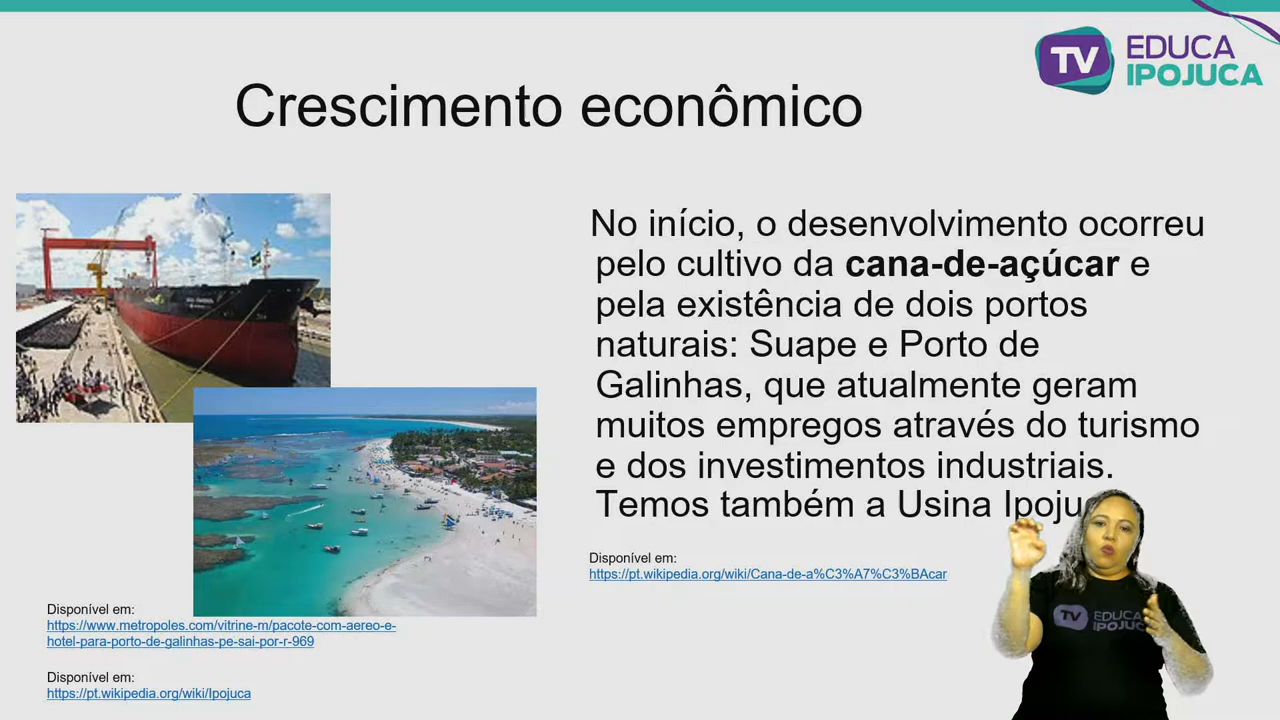 TV EDUCA
IPOJUCA
Crescimento econômico
No início, o desenvolvimento ocorreu
pelo cultivo da cana-de-açúcar e
pela existência de dois portos
naturais: Suape e Porto de
Galinhas, que atualmente geram
muitos empregos através do turismo
e dos investimentos industriais.
Temos também a Usina
Disponível em:
https://pt.wikipedia.org/wiki/Cana-de-a%C3%A7%C3%BAcar
Disponível em:
https://www.metropoles.com/vitrine-m/pacote-com-aereo-e-
hotel-para-porto-de-galinhas-pe-sai-por-r-969
Disponível em:
https://pt.wikipedia.org/wiki/Ipojuca
TV EDUCA
IPOJUC